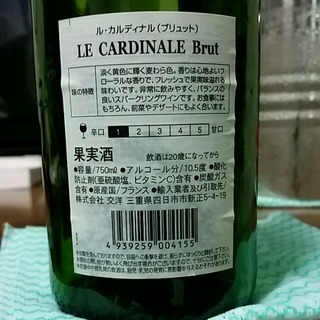 ル・カルディナル(ブリュット)
LE CARDINALE Brut
味の特徴
淡く黄色に輝く麦わら色。香りは心地よいフ
ローラルな香りで、フレッシュで果実味溢れる
味わいです。非常に飲みやすく、バランスの
良いスパークリングワインです。お食事には
もちろん、前菜やデザートにもよく合います。
辛口 1 2 3 4 5 甘口
果実酒 飲酒は20歳になってから
●容量/750mℓ●アルコール分/10.5度●酸化
防止剤(亜硫酸塩、ビタミンC)含有●炭酸ガス
含有●原産国/フランス●輸入業者及び引取先/
株式会社 交洋 三重県四日市市新正5-4-19
4 939259 004155